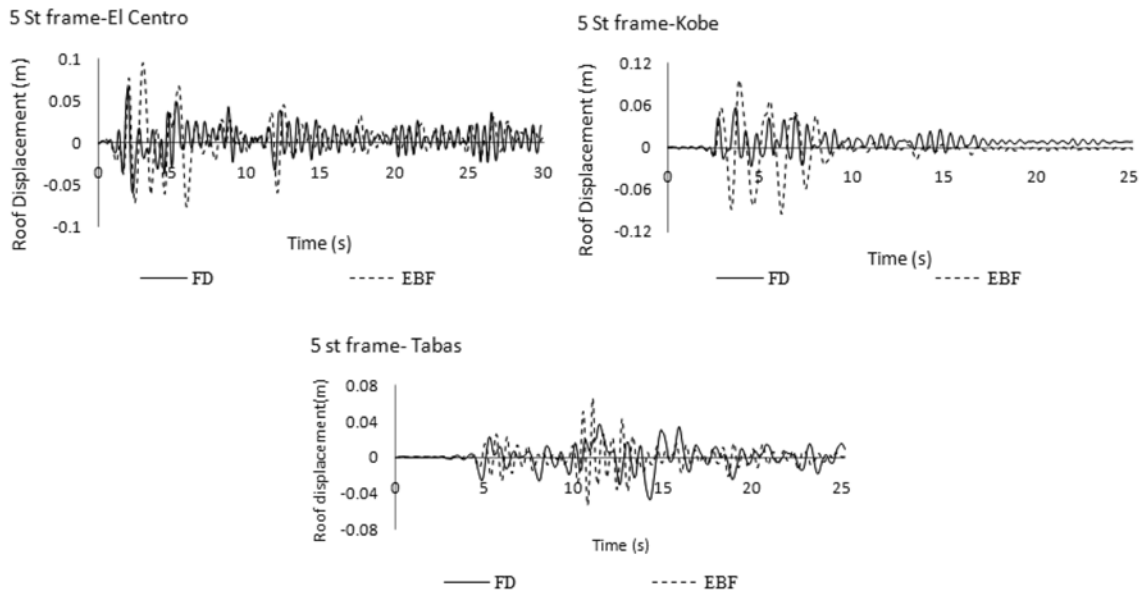 5 St frame-El Centro
Roof Displacement (m)
0.1
0.05
0
-0.05
-0.1
0 5 10 15 20 25 30
Time (s)
FD EBF
5 St frame-Kobe
Roof Displacement (m)
0.12
0.06
0
-0.06
-0.12
0 5 10 15 20 25
Time (s)
FD EBF
5 st frame- Tabas
Roof displacement(m)
0.08
0.04
0
-0.04
-0.08
0 5 10 15 20 25
Time (s)
FD EBF